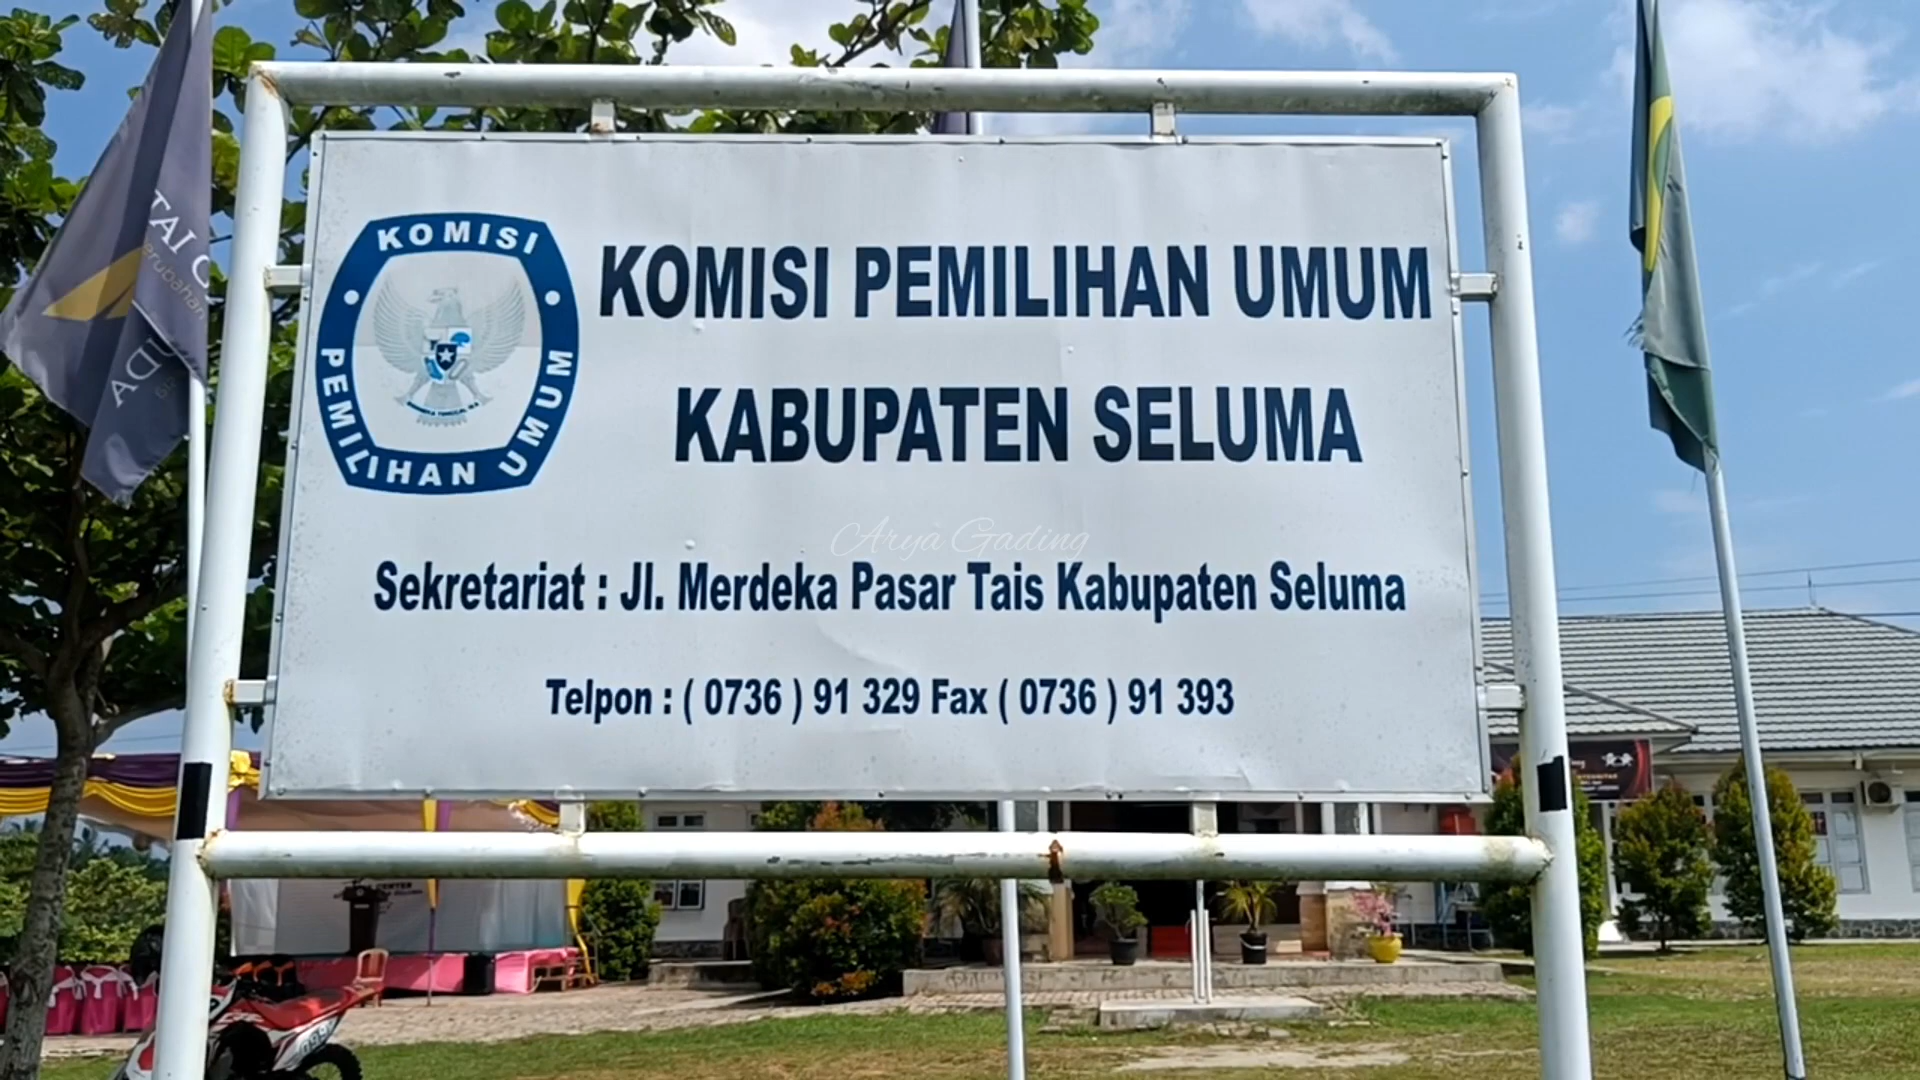 KOMISI
PEMILIHAN UMUM
KOMISI PEMILIHAN UMUM
KABUPATEN SELUMA
Arya Gading
Sekretariat : Jl. Merdeka Pasar Tais Kabupaten Seluma
Telpon : ( 0736 ) 91 329 Fax ( 0736 ) 91 393
CENTER